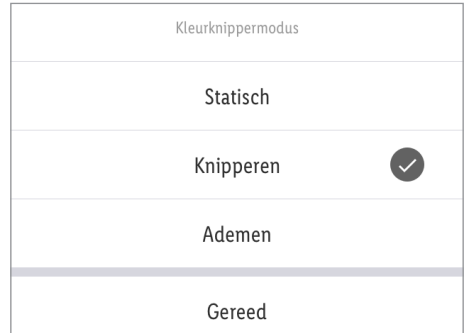 Kleurknippermodus
Statisch
Knipperen
Ademen
Gereed